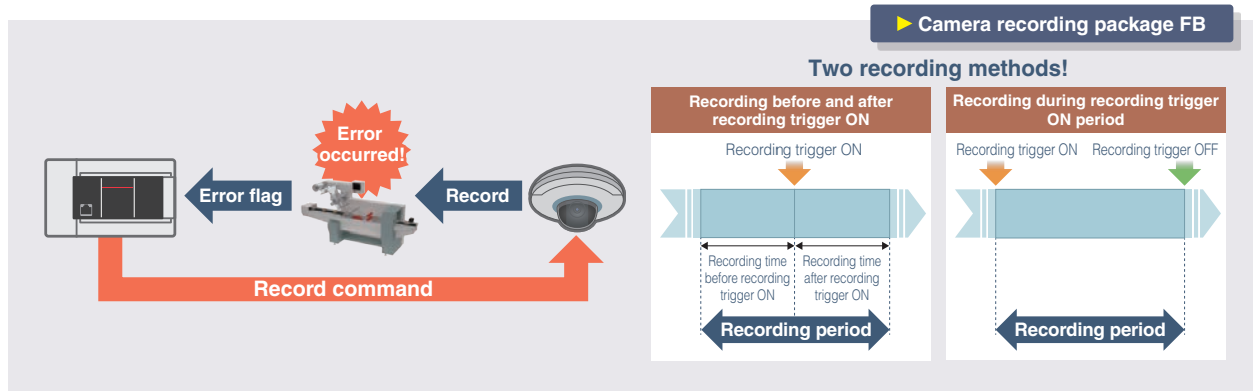 Camera recording package FB
Two recording methods!
Error
occurred!
Error flag
Record
Record command
Recording before and after
recording trigger ON
Recording trigger ON
Recording time
before recording
trigger ON
Recording time
after recording
trigger ON
Recording period
Recording during recording trigger
ON period
Recording trigger ON
Recording trigger OFF
Recording period